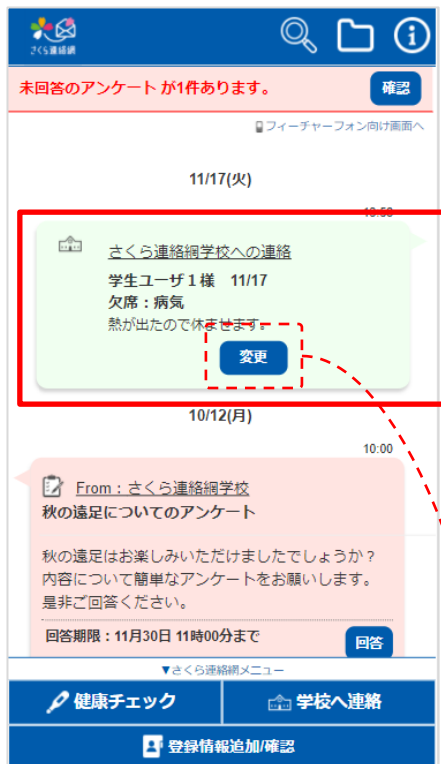 さくら連絡網
未回答のアンケート が1件あります。
確認
フィーチャーフォン向け画面へ
11/17(火)
さくら連絡網学校への連絡
学生ユーザ１様 11/17
欠席：病気
熱が出たので休ませます。
変更
10/12(月)
10:00
From：さくら連絡網学校
秋の遠足についてのアンケート
秋の遠足はお楽しみいただけましたでしょうか？
内容について簡単なアンケートをお願いします。
是非ご回答ください。
回答期限：11月30日 11時00分まで
回答
▼さくら連絡網メニュー
健康チェック
学校へ連絡
登録情報追加/確認